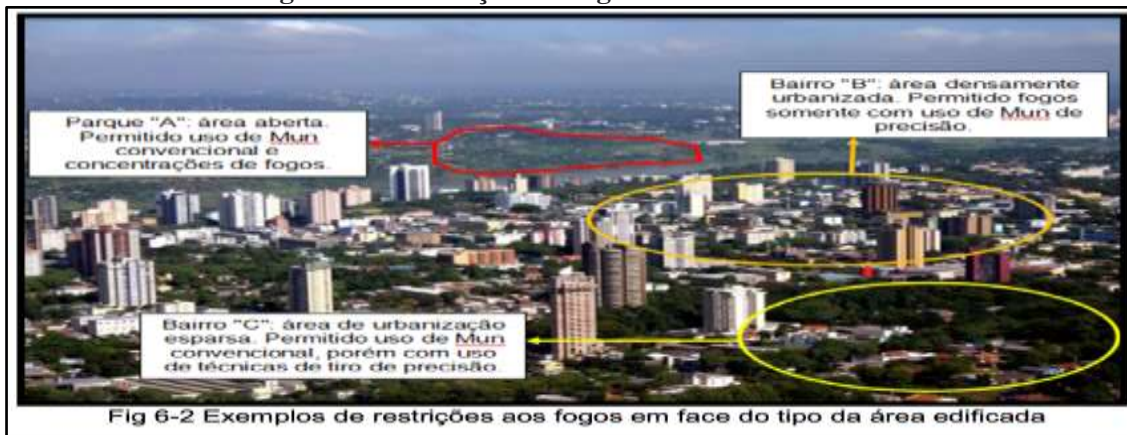 Parque "A": área aberta.
Permitido uso de Mun
convencional e
concentrações de fogos.
Bairro "B": área densamente
urbanizada. Permitido fogos
somente com uso de Mun de
precisão.
Bairro "C": área de urbanização
esparsa. Permitido uso de Mun
convencional, porém com uso
de técnicas de tiro de precisão.
Fig 6-2 Exemplos de restrições aos fogos em face do tipo da área edificada